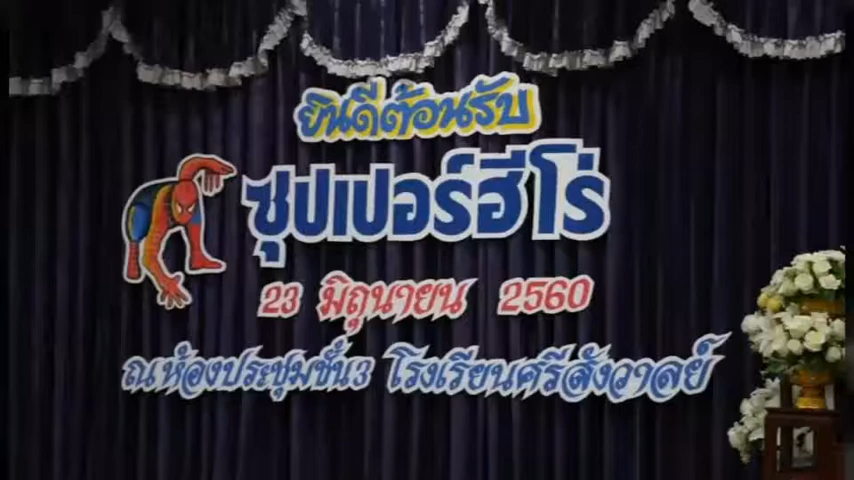 ยินดีต้อนรับ
ซุปเปอร์ฮีโร่
23 มิถุนายน 2560
ณห้องประชุมชั้น3 โรงเรียนศรีสังวาลย์